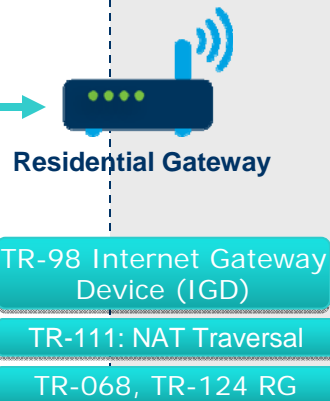 Residential Gateway
TR-98 Internet Gateway
Device (IGD)
TR-111: NAT Traversal
TR-068, TR-124 RG